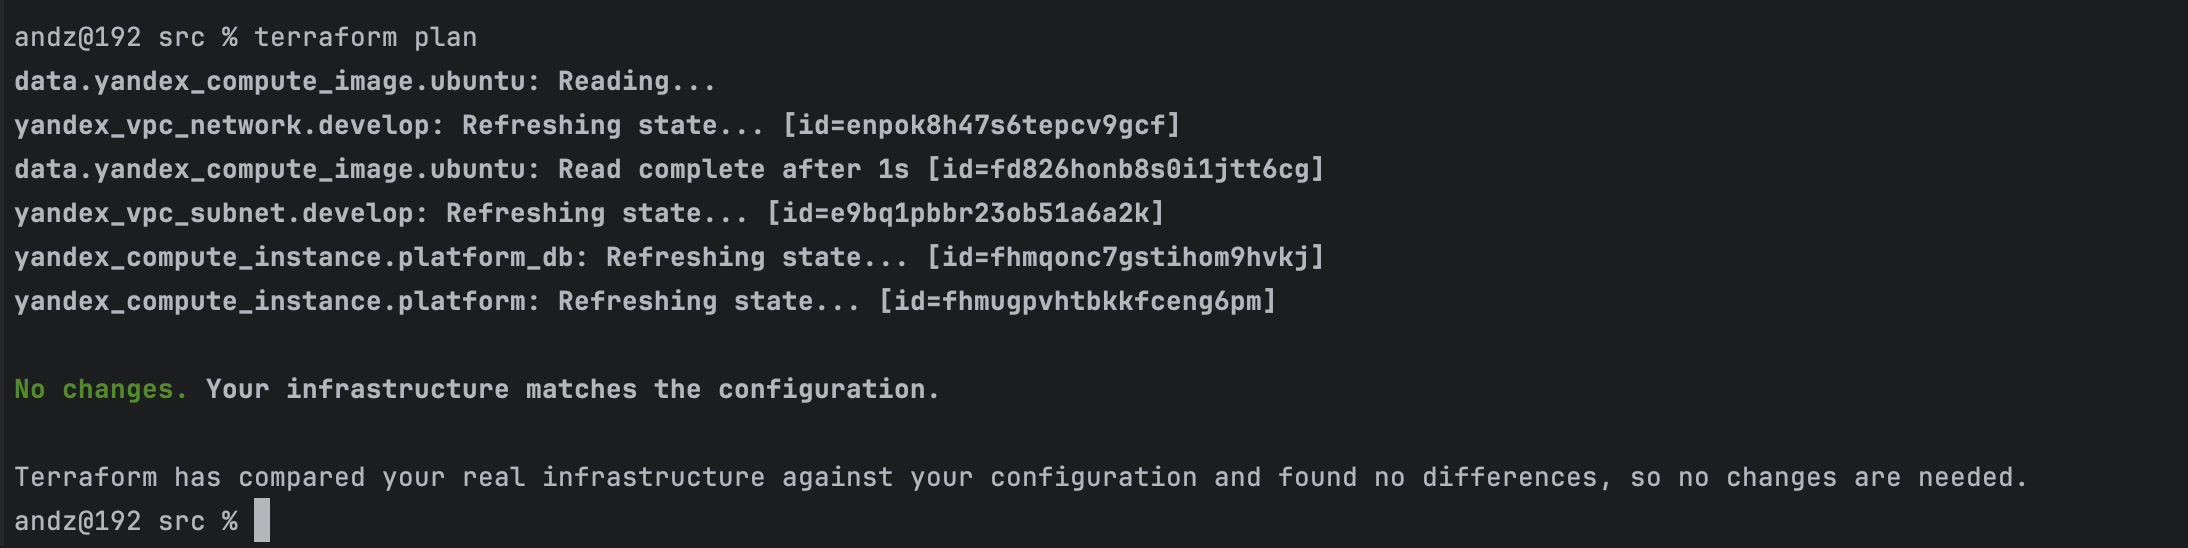 andz@192 src % terraform plan
data.yandex_compute_image.ubuntu: Reading...
yandex_vpc_network.develop: Refreshing state... [id=enpok8h47s6tepcv9gcf]
data.yandex_compute_image.ubuntu: Read complete after 1s [id=fd826honb8s0i1jtt6cg]
yandex_vpc_subnet.develop: Refreshing state... [id=e9bq1pbbr23ob51a6a2k]
yandex_compute_instance.platform_db: Refreshing state... [id=fhmqonc7gstihom9hvkj]
yandex_compute_instance.platform: Refreshing state... [id=fhmugpvhtbkkfceng6pm]
No changes. Your infrastructure matches the configuration.
Terraform has compared your real infrastructure against your configuration and found no differences, so no changes are needed.
andz@192 src %